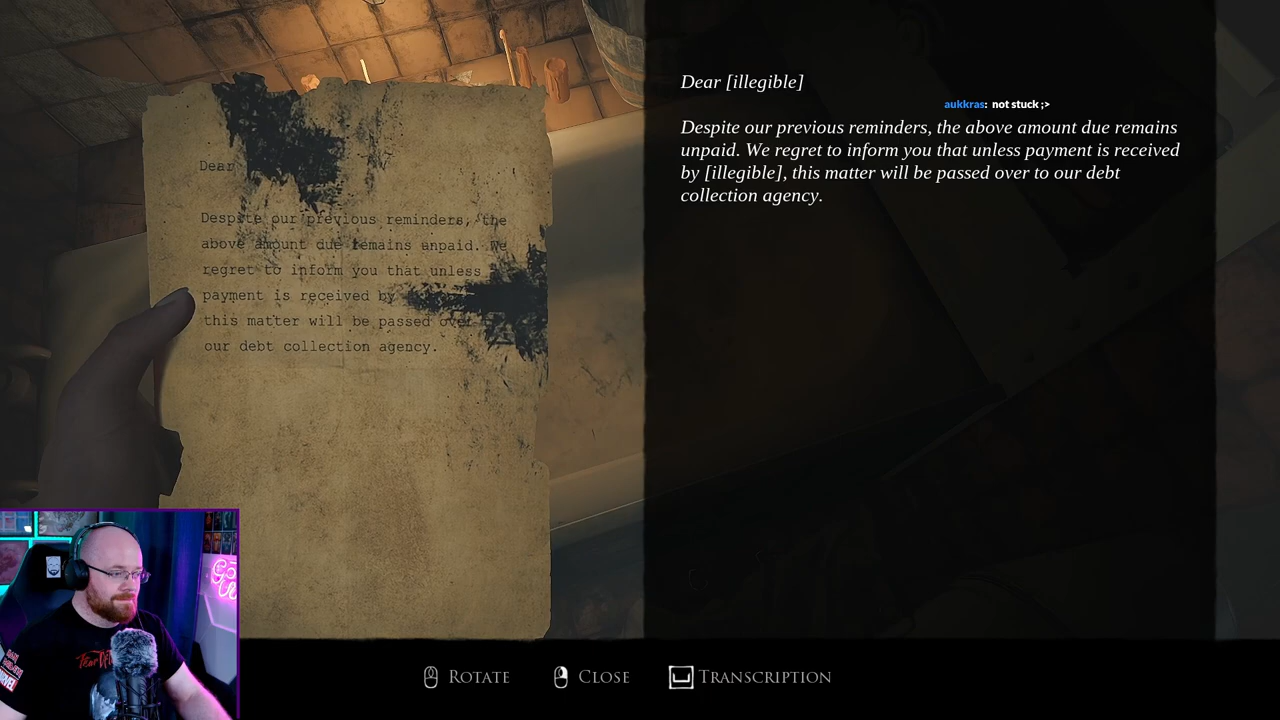 Dear
Despite our previous reminders, the
above amount due remains unpaid. We
regret to inform you that unless
payment is received by
this matter will be passed over
our debt collection agency.
Dear [illegible]
aukkras: not stuck ;>
Despite our previous reminders, the above amount due remains
unpaid. We regret to inform you that unless payment is received
by [illegible], this matter will be passed over to our debt
collection agency.
ROTATE
CLOSE
TRANSCRIPTION